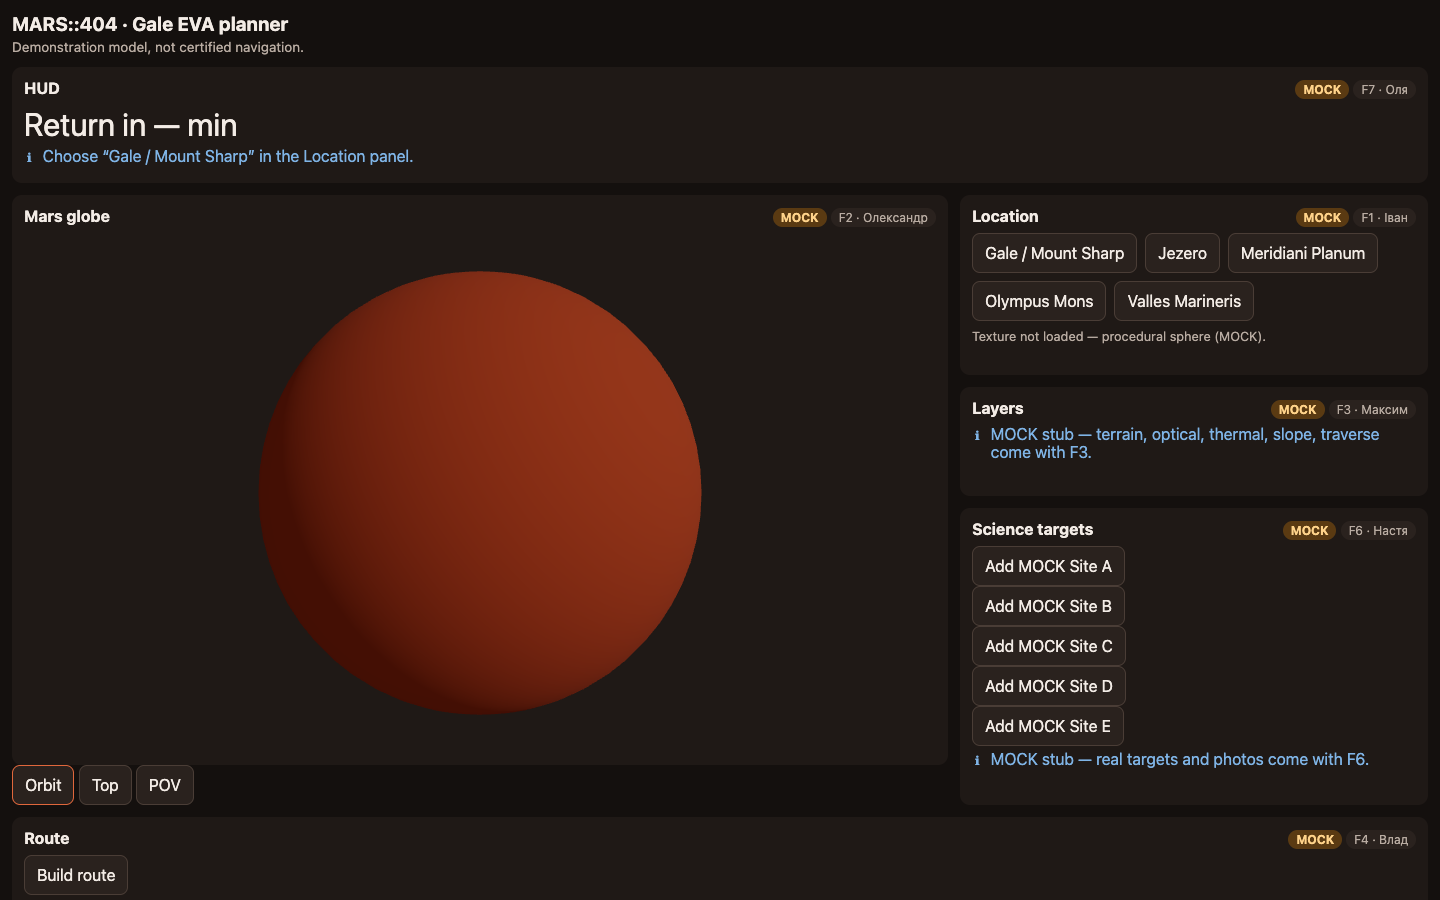 MARS::404 · Gale EVA planner
Demonstration model, not certified navigation.
HUD
MOCK
F7 · Оля
Return in — min
i Choose “Gale / Mount Sharp” in the Location panel.
Mars globe
MOCK
F2 · Олександр
Orbit
Top
POV
Location
MOCK
F1 · Іван
Gale / Mount Sharp
Jezero
Meridiani Planum
Olympus Mons
Valles Marineris
Texture not loaded — procedural sphere (MOCK).
Layers
MOCK
F3 · Максим
i MOCK stub — terrain, optical, thermal, slope, traverse
come with F3.
Science targets
MOCK
F6 · Настя
Add MOCK Site A
Add MOCK Site B
Add MOCK Site C
Add MOCK Site D
Add MOCK Site E
i MOCK stub — real targets and photos come with F6.
Route
MOCK
F4 · Влад
Build route